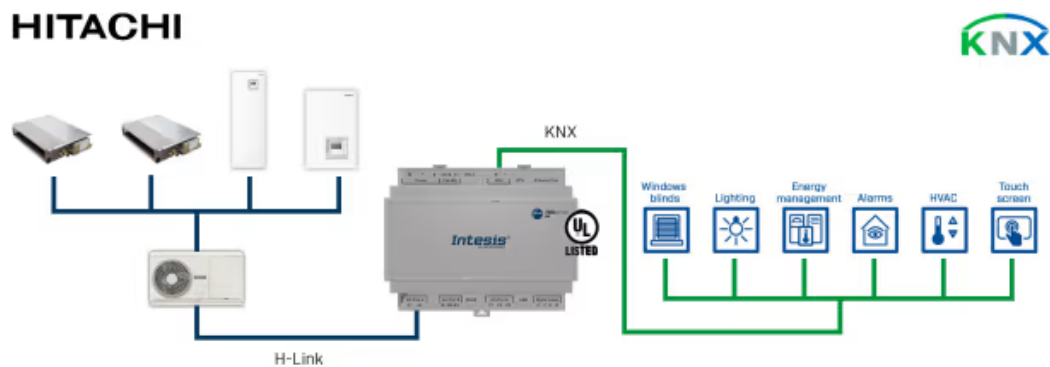 HITACHI
KNX
KNX
Windows
blinds
Lighting
Energy
management
Alarms
HVAC
Touch
screen
Intesis
UL
LISTED
H-Link